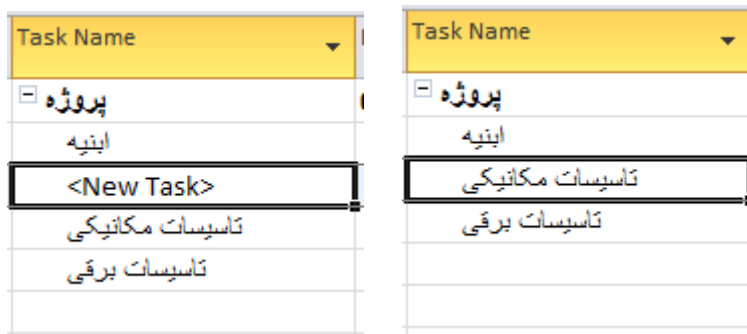 Task Name
پروژه
ابنیه
<New Task>
تاسیسات مکانیکی
تاسیسات برقی
Task Name
پروژه
ابنیه
تاسیسات مکانیکی
تاسیسات برقی